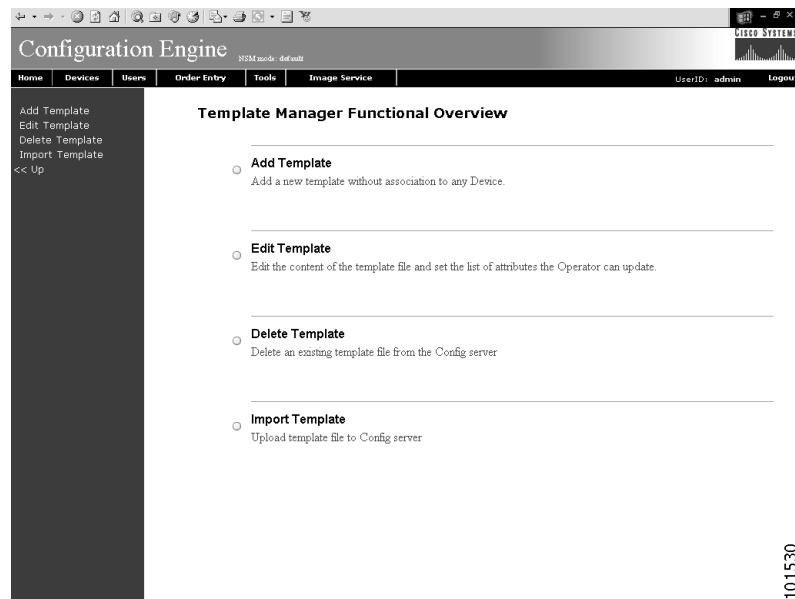 CISCO SYSTEMS
Configuration Engine
NSM mode: default
Home Devices Users Order Entry Tools Image Service
UserID: admin Logout
Add Template
Edit Template
Delete Template
Import Template
<< Up
Template Manager Functional Overview
Add Template
Add a new template without association to any Device.
Edit Template
Edit the content of the template file and set the list of attributes the Operator can update.
Delete Template
Delete an existing template file from the Config server
Import Template
Upload template file to Config server
101530